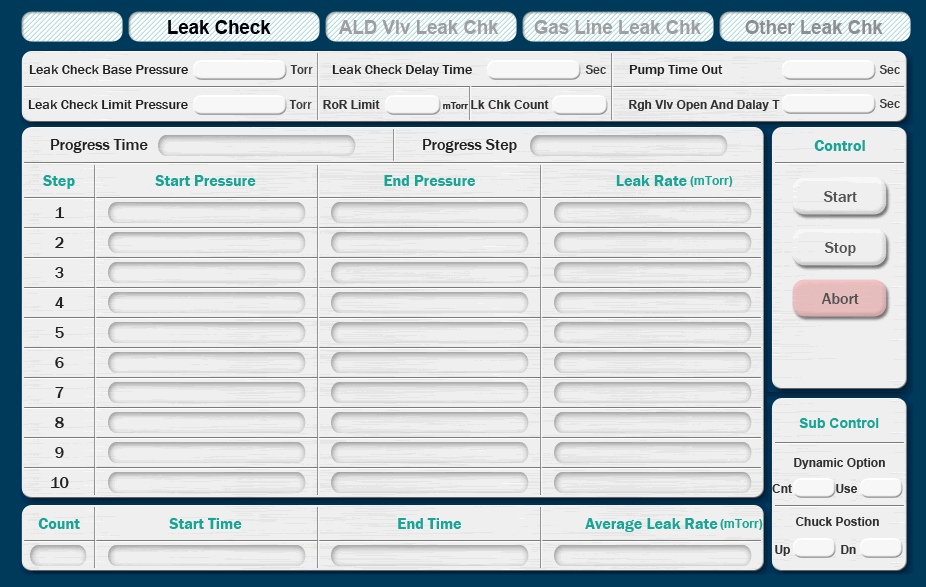 Leak Check ALD Vlv Leak Chk Gas Line Leak Chk Other Leak Chk
Leak Check Base Pressure Torr Leak Check Delay Time Sec Pump Time Out Sec
Leak Check Limit Pressure Torr RoR Limit mTorr Lk Chk Count Rgh Vlv Open And Dalay T Sec
Progress Time Progress Step
Step Start Pressure End Pressure Leak Rate (mTorr)
1
2
3
4
5
6
7
8
9
10
Count Start Time End Time Average Leak Rate (mTorr)
Control
Start
Stop
Abort
Sub Control
Dynamic Option
Cnt Use
Chuck Postion
Up Dn